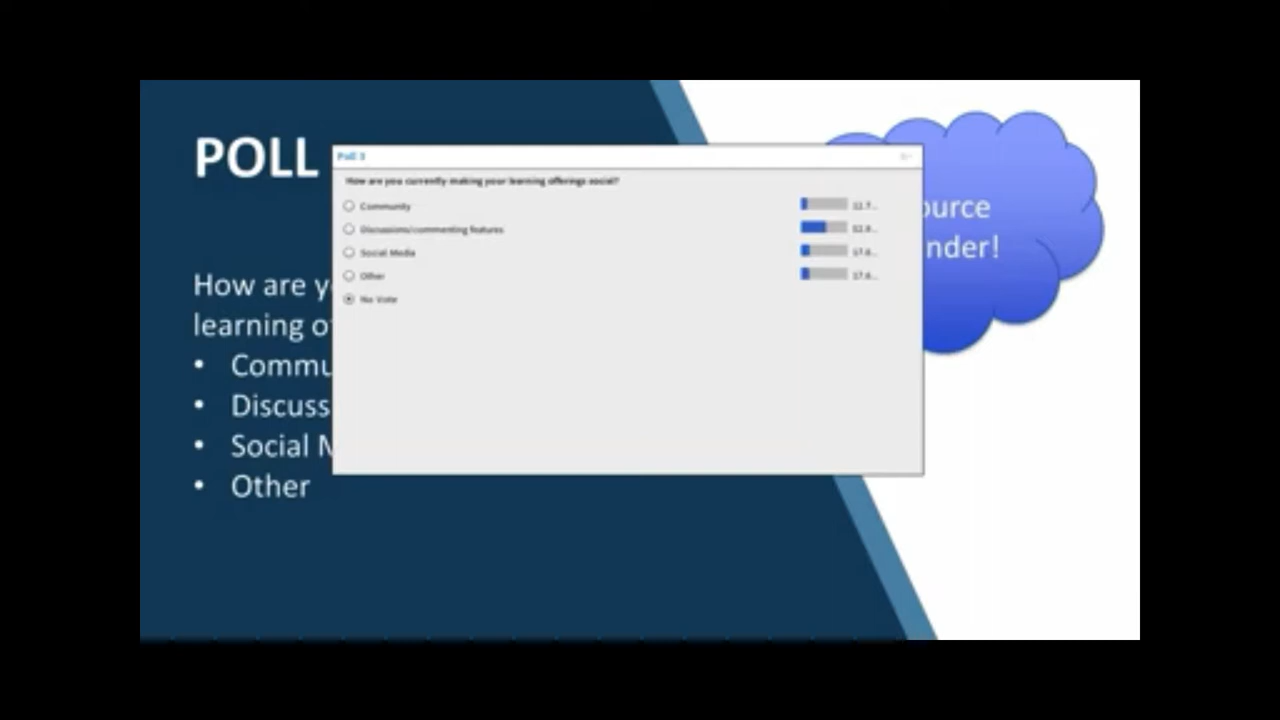 POLL
Poll 3
How are you currently making your learning offerings social?
Community
Discussions/commenting features
Social Media
Other
No Vote
How are y
learning o
Commu
• Discuss
• Social M
• Other
ource
nder!